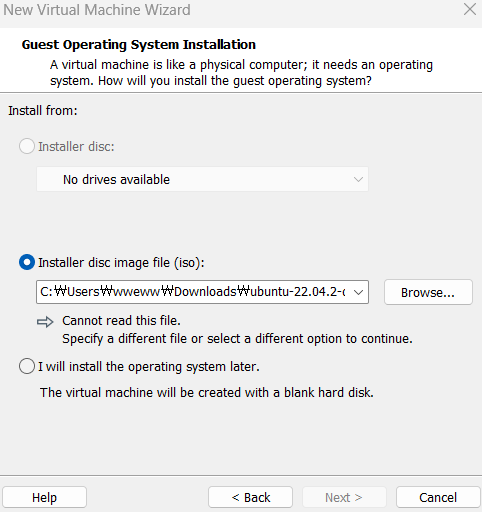 New Virtual Machine Wizard
Guest Operating System Installation
A virtual machine is like a physical computer; it needs an operating
system. How will you install the guest operating system?
Install from:
Installer disc:
No drives available
Installer disc image file (iso):
C:₩Users₩wweww₩Downloads₩ubuntu-22.04.2-d
Browse...
Cannot read this file.
Specify a different file or select a different option to continue.
I will install the operating system later.
The virtual machine will be created with a blank hard disk.
Help
< Back
Next >
Cancel